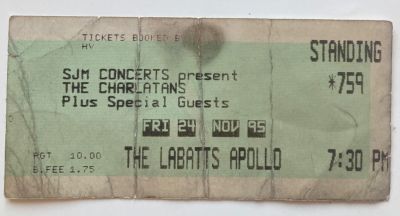 TICKETS BOOKED B
HV
STANDING
*759
SJM CONCERTS present
THE CHARLATANS
Plus Special Guests
FRI 24 NOV 95
AGT 10.00
THE LABATTS APOLLO
7:30 PM
B.FEE 1.75